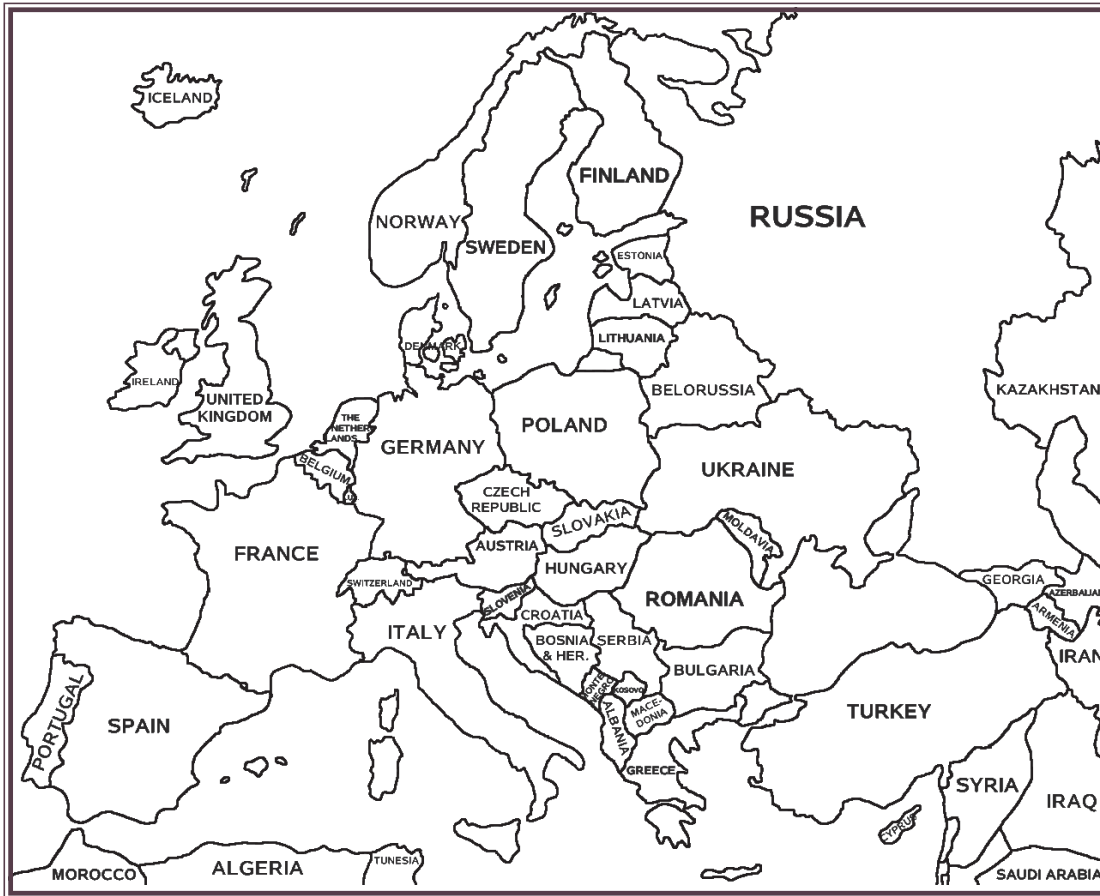 ICELAND
FINLAND
NORWAY
RUSSIA
SWEDEN
ESTONIA
LATVIA
LITHUANIA
DENMARK
IRELAND
BELORUSSIA
KAZAKHSTAN
UNITED
KINGDOM
THE
NETHER
LANDS
POLAND
GERMANY
BELGIUM
UKRAINE
CZECH
REPUBLIC
SLOVAKIA
MOLDAVIA
FRANCE
AUSTRIA
HUNGARY
SWITZERLAND
GEORGIA
AZERBALIAN
SLOVENIA
ROMANIA
CROATIA
ARMENIA
ITALY
BOSNIA
& HER.
SERBIA
IRAN
BULGARIA
MONTE
NEGRO
KOSOVO
PORTUGAL
SPAIN
ALBANIA
MACE-
DONIA
TURKEY
GREECE
SYRIA
IRAQ
CYPRUS
MOROCCO
ALGERIA
TUNESIA
SAUDI ARABIA